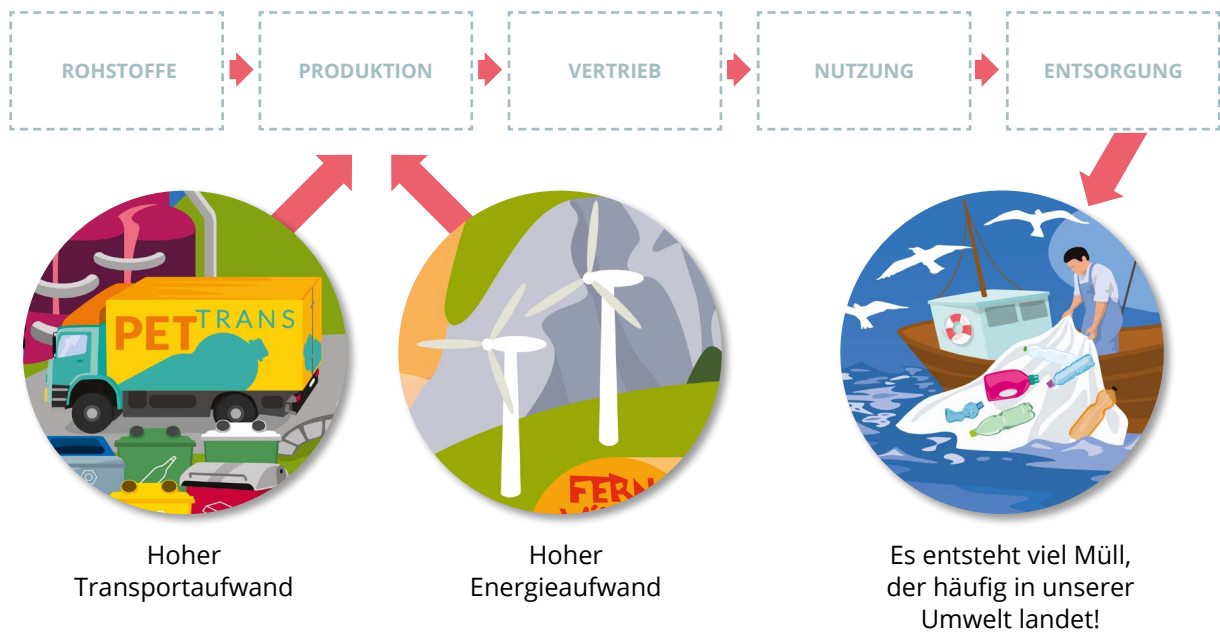 ROHSTOFFE
PRODUKTION
VERTRIEB
NUTZUNG
ENTSORGUNG
PET TRANS
FERN
Hoher
Transportaufwand
Hoher
Energieaufwand
Es entsteht viel Müll,
der häufig in unserer
Umwelt landet!